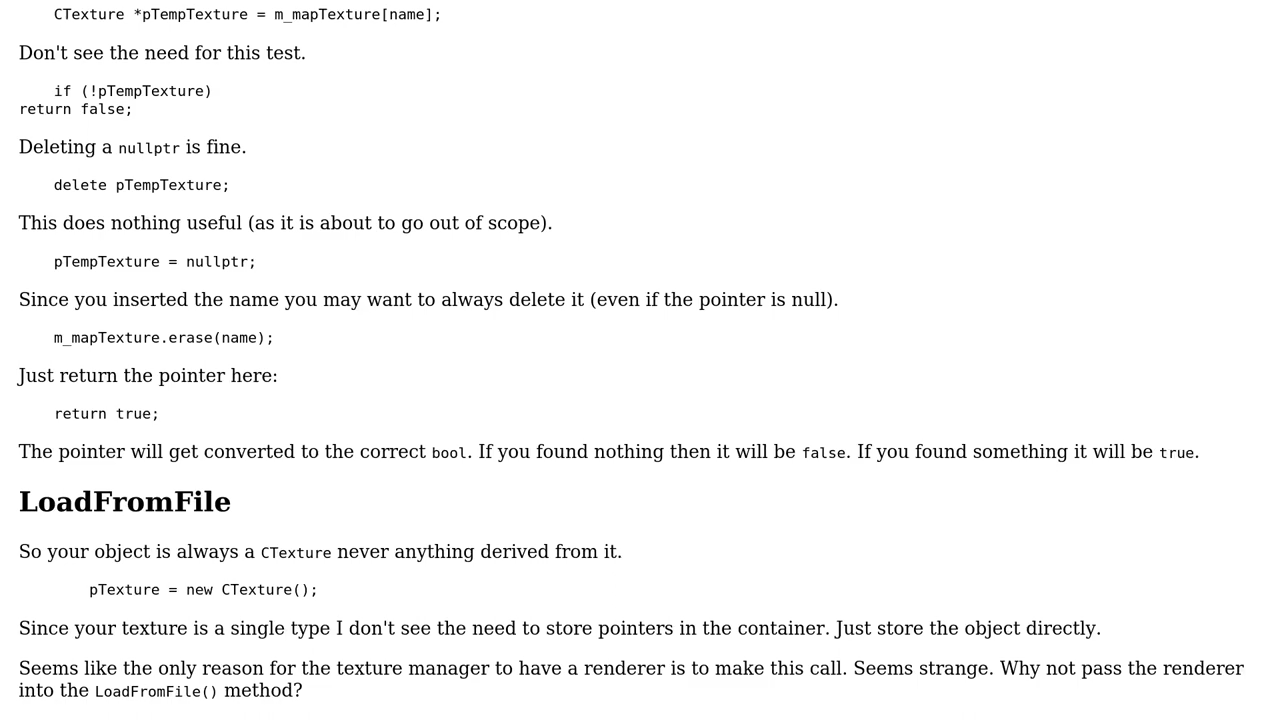 CTexture *pTempTexture = m_mapTexture[name];
Don't see the need for this test.
if (!pTempTexture)
return false;
Deleting a nullptr is fine.
delete pTempTexture;
This does nothing useful (as it is about to go out of scope).
pTempTexture = nullptr;
Since you inserted the name you may want to always delete it (even if the pointer is null).
m_mapTexture.erase(name);
Just return the pointer here:
return true;
The pointer will get converted to the correct bool. If you found nothing then it will be false. If you found something it will be true.
LoadFromFile
So your object is always a CTexture never anything derived from it.
pTexture = new CTexture();
Since your texture is a single type I don't see the need to store pointers in the container. Just store the object directly.
Seems like the only reason for the texture manager to have a renderer is to make this call. Seems strange. Why not pass the renderer
into the LoadFromFile() method?